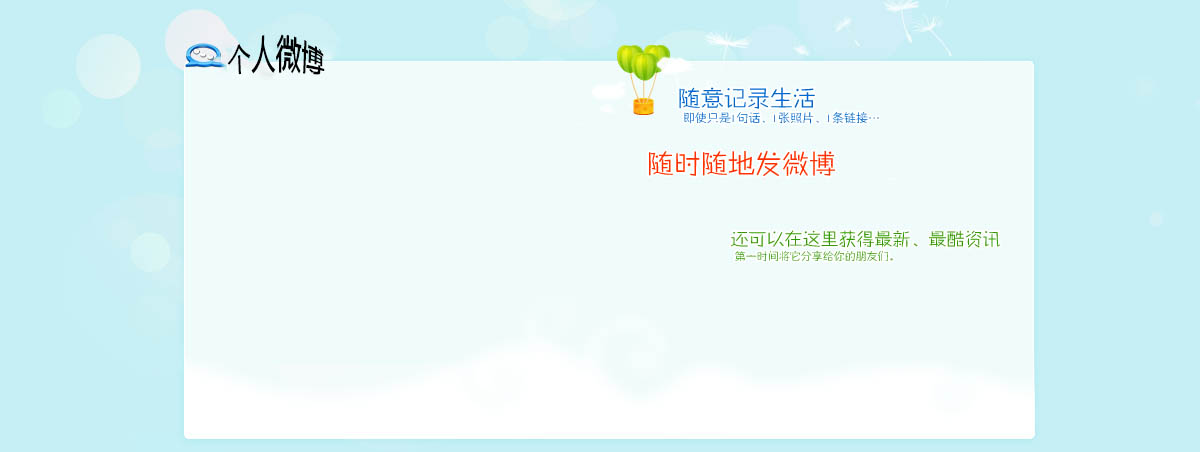 个人微博
随意记录生活
即使只是1句话、1张照片、1条链接…
随时随地发微博
还可以在这里获得最新、最酷资讯
第一时间将它分享给你的朋友们。